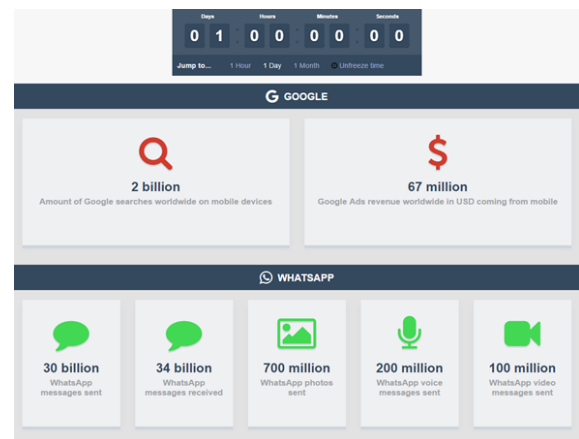 Days Hours Minutes Seconds
0 1 : 0 0 : 0 0 : 0 0
Jump to... 1 Hour 1 Day 1 Month Unfreeze time
GOOGLE
2 billion
Amount of Google searches worldwide on mobile devices
67 million
Google Ads revenue worldwide in USD coming from mobile
WHATSAPP
30 billion
WhatsApp
messages sent
34 billion
WhatsApp
messages received
700 million
WhatsApp photos
sent
200 million
WhatsApp voice
messages sent
100 million
WhatsApp video
messages sent